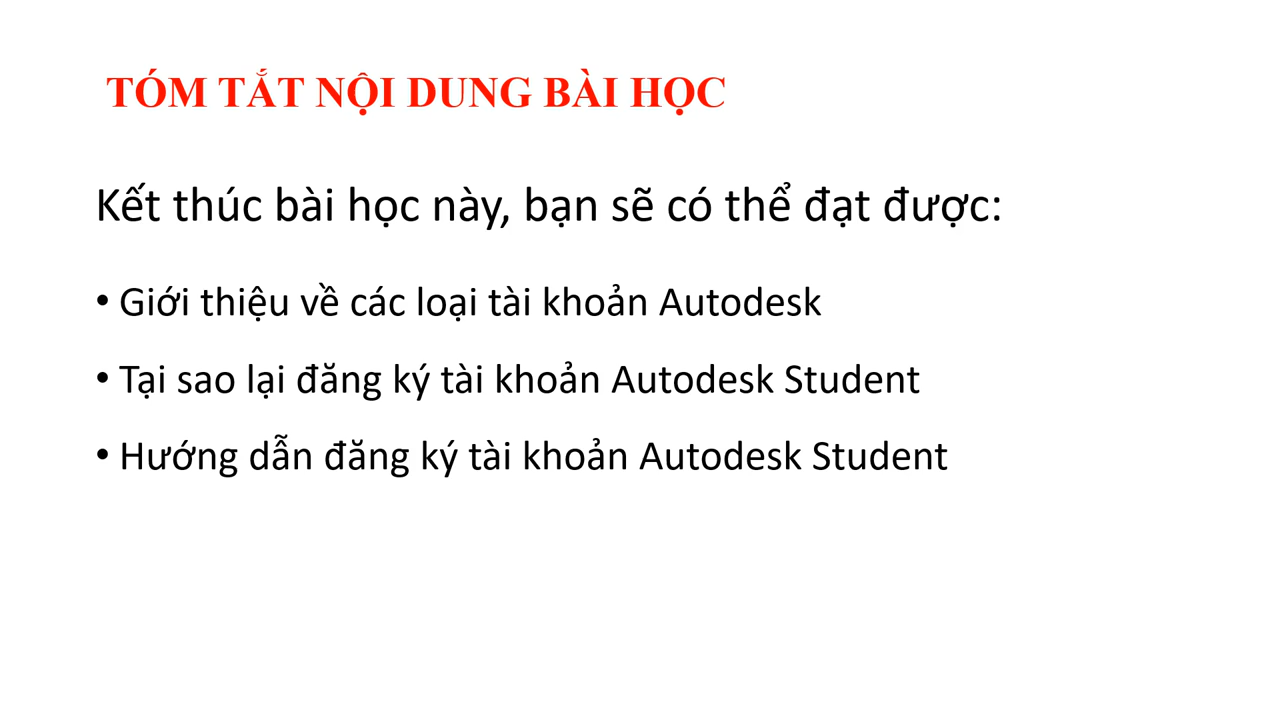 TÓM TẮT NỘI DUNG BÀI HỌC
Kết thúc bài học này, bạn sẽ có thể đạt được:
• Giới thiệu về các loại tài khoản Autodesk
• Tại sao lại đăng ký tài khoản Autodesk Student
• Hướng dẫn đăng ký tài khoản Autodesk Student